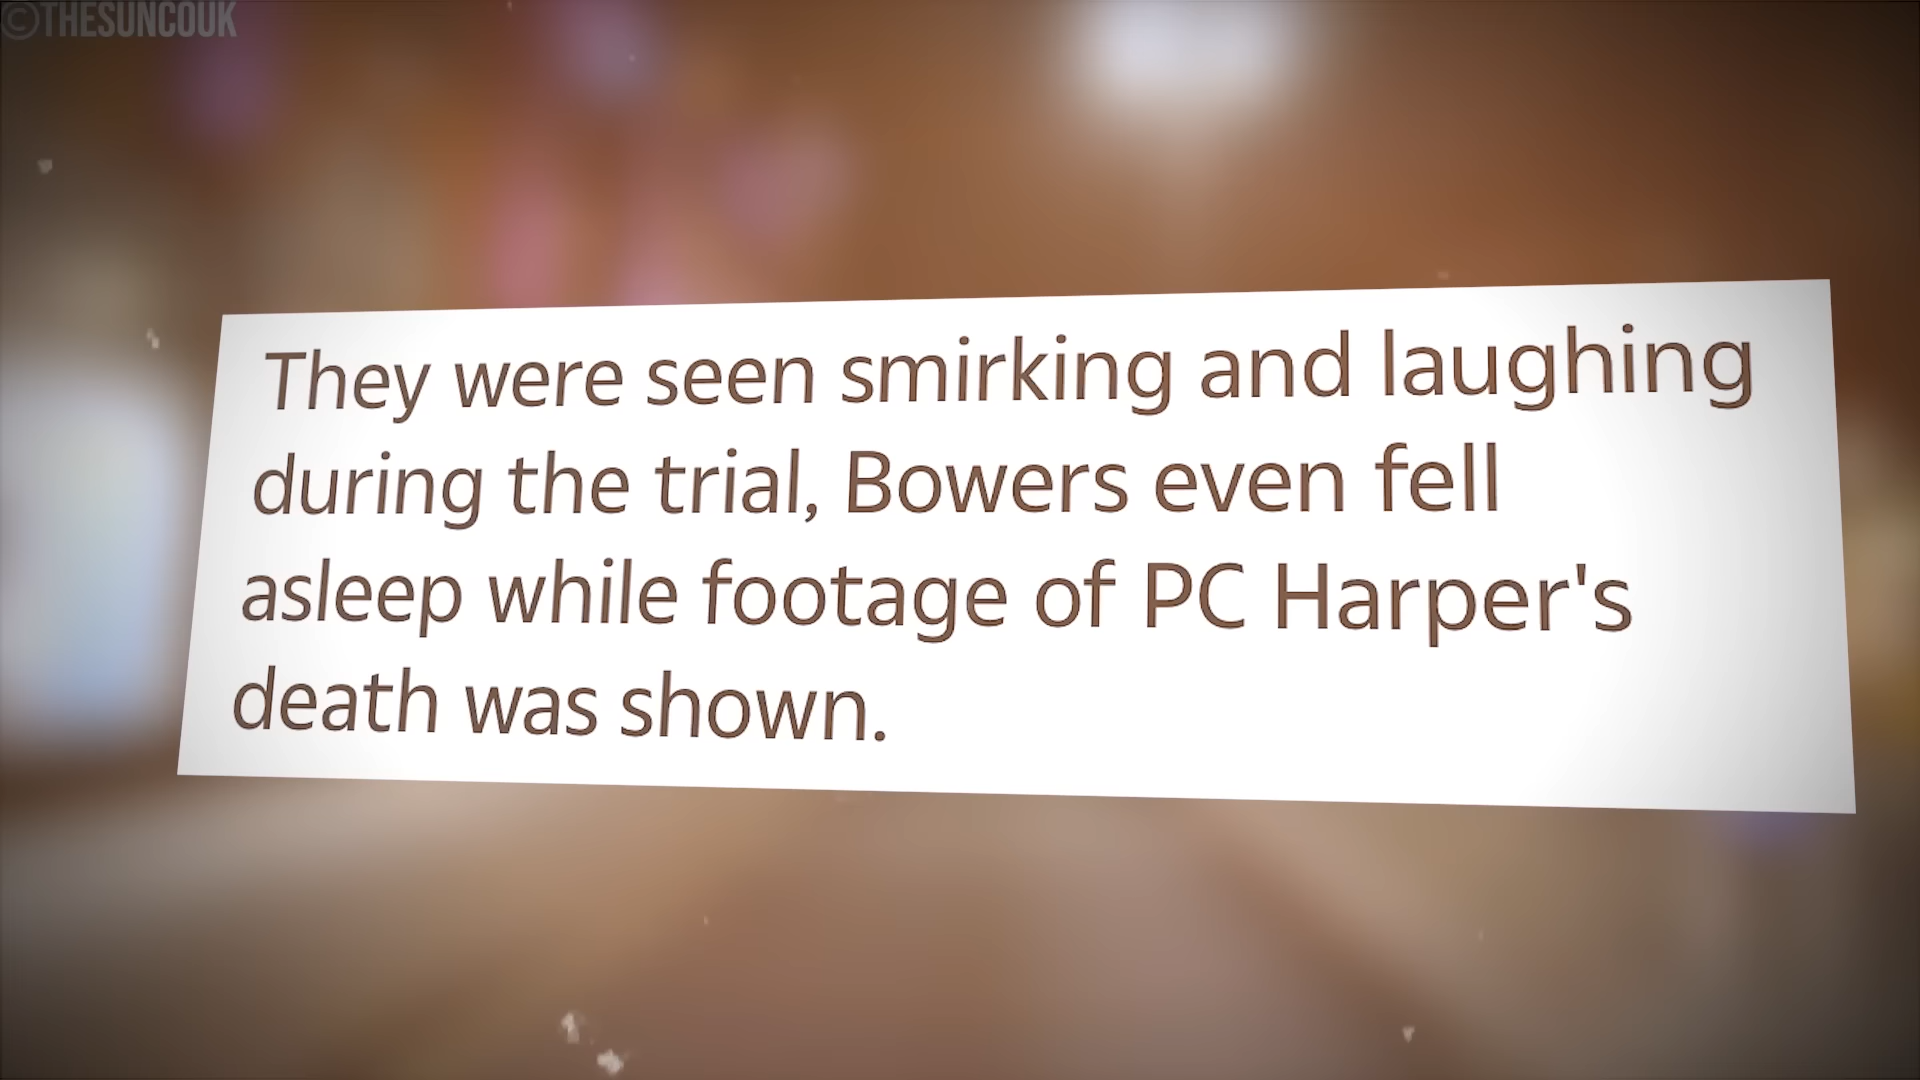 ©THESUNCOUK
They were seen smirking and laughing
during the trial, Bowers even fell
asleep while footage of PC Harper's
death was shown.